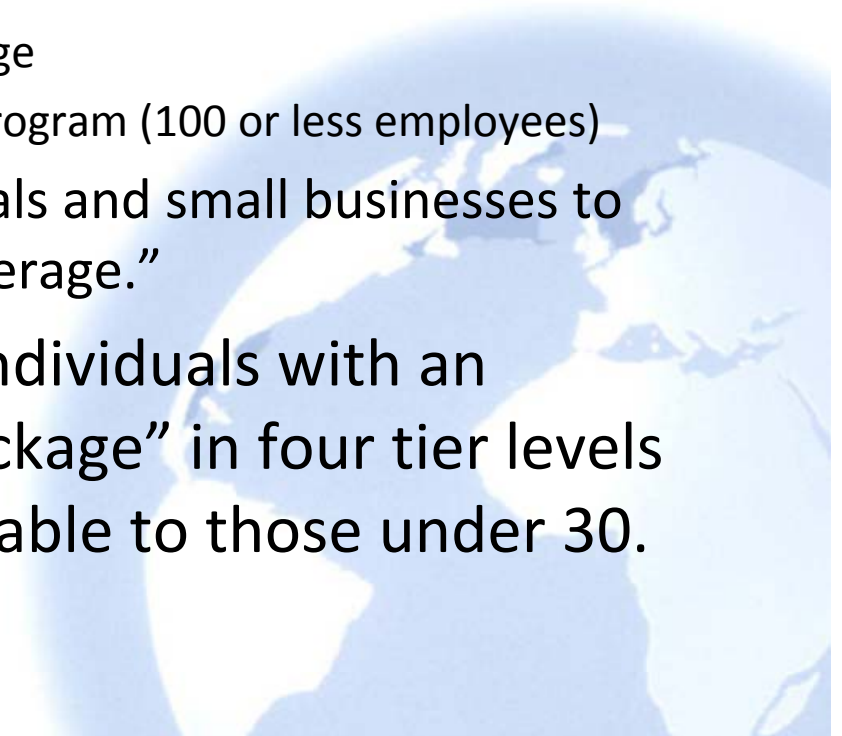 ge
rogram (100 or less employees)
als and small businesses to
erage.”
ndividuals with an
ckage” in four tier levels
able to those under 30.